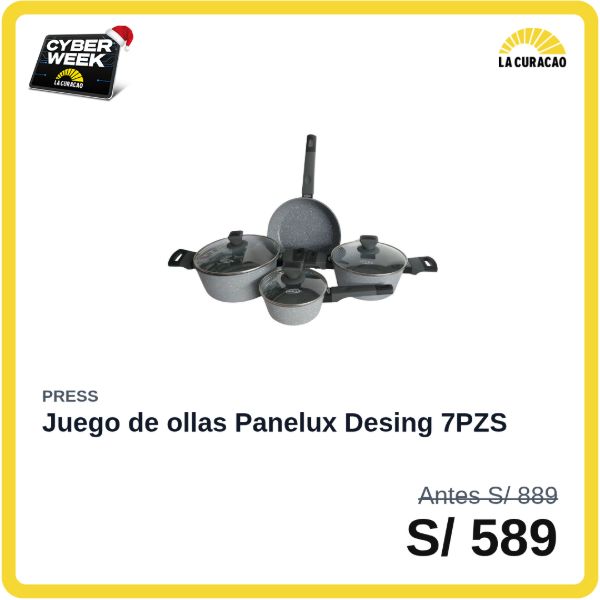 CYBER
WEEK
LA CURACAO
LA CURACAO
PRESS
Juego de ollas Panelux Desing 7PZS
Antes S/ 889
S/ 589